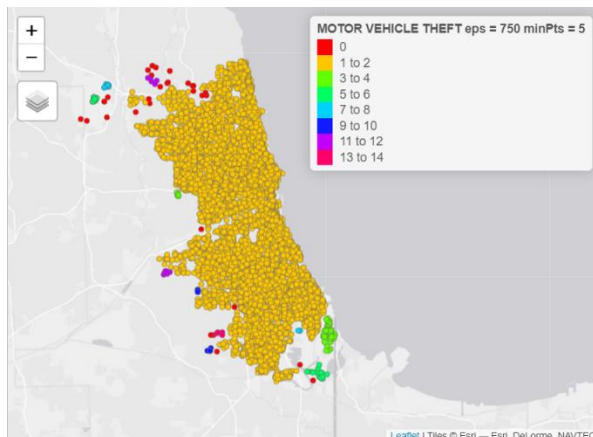 +
MOTOR VEHICLE THEFT eps = 750 minPts = 5
0
−
1 to 2
3 to 4
5 to 6
7 to 8
9 to 10
11 to 12
13 to 14
Leaflet | Tiles © Esri — Esri, DeLorme, NAVTEQ